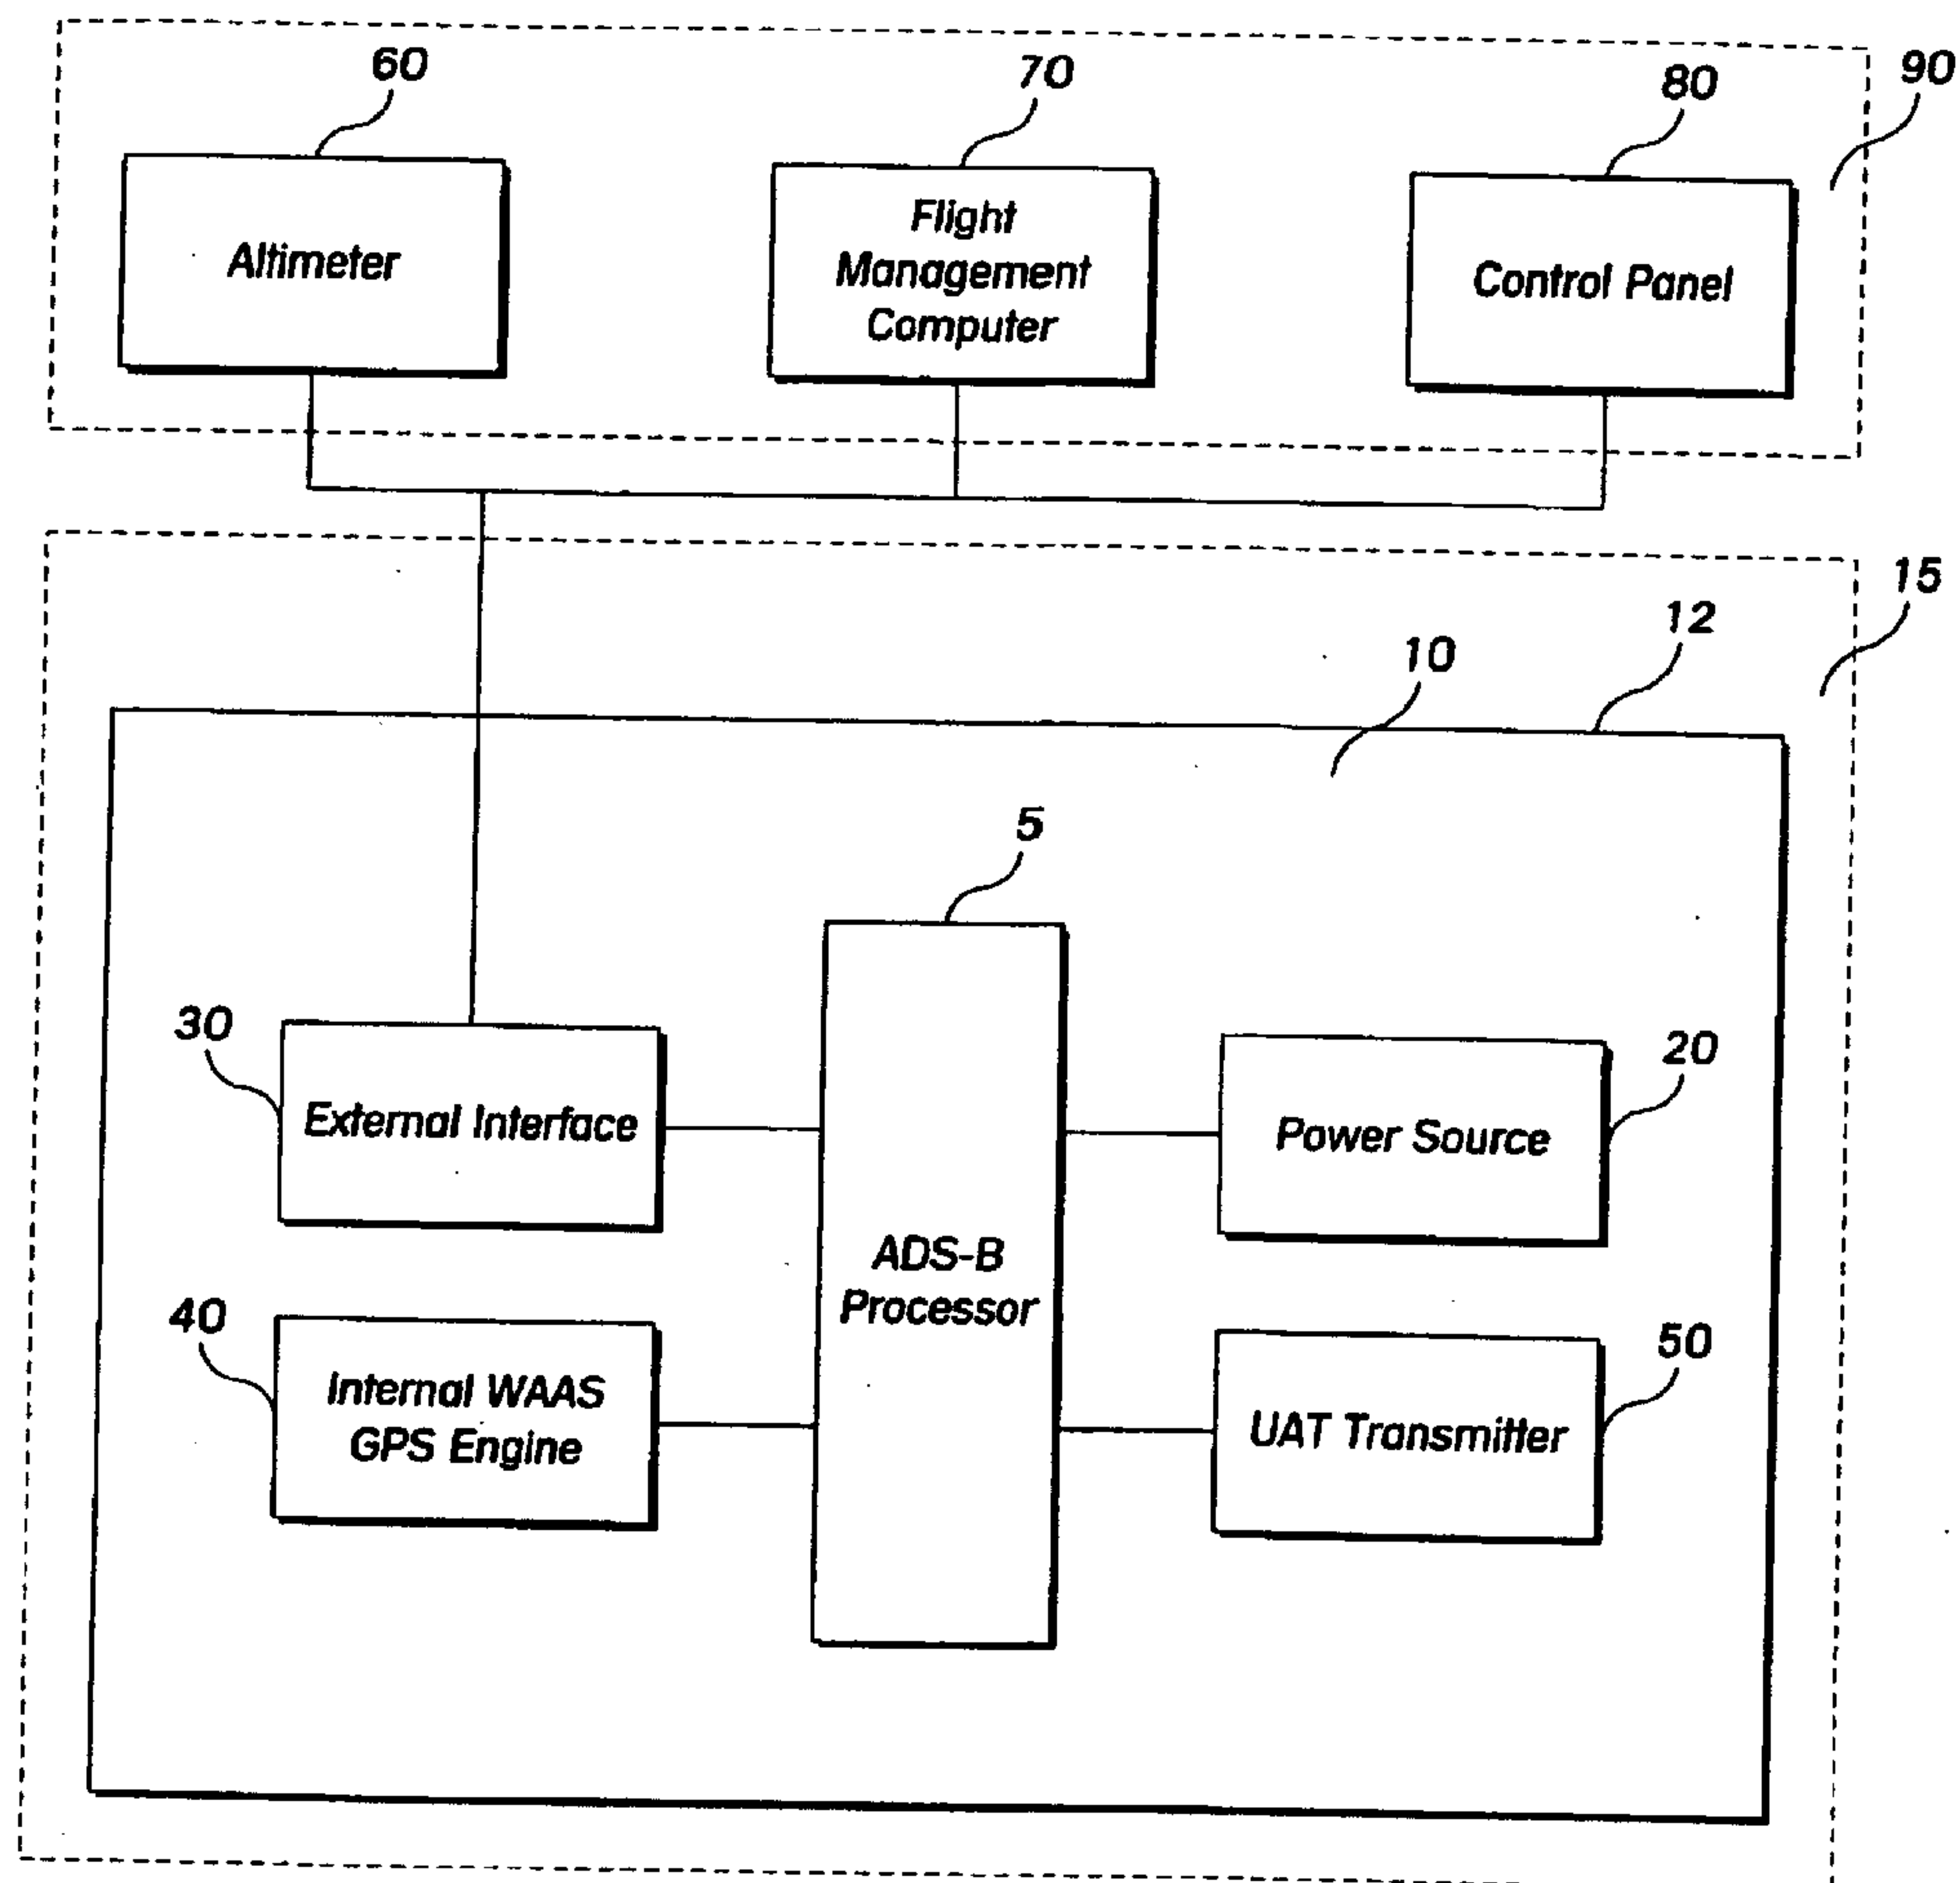 60
70
80
90
Altimeter
Flight
Management
Computer
Control Panel
15
12
10
5
30
External Interface
20
Power Source
ADS-B
Processor
40
Internal WAAS
GPS Engine
50
UAT Transmitter